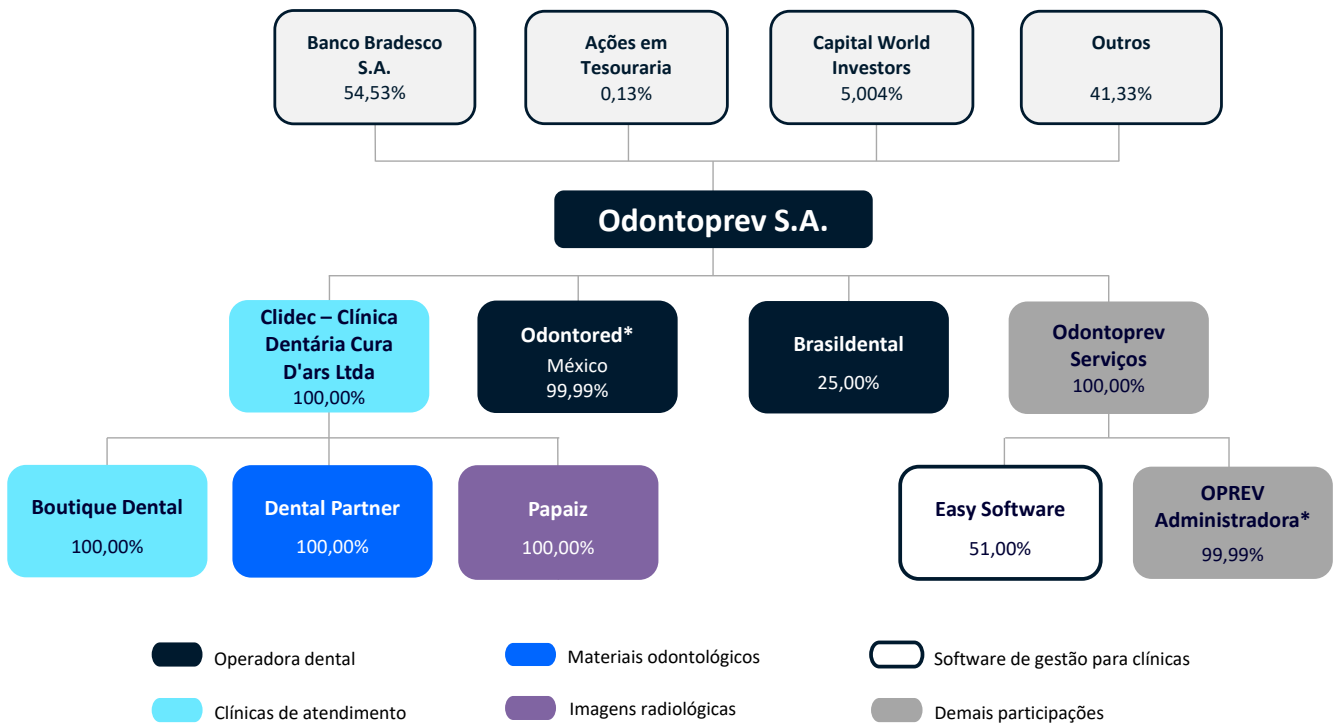 Banco Bradesco
S.A.
54,53%
Ações em
Tesouraria
0,13%
Capital World
Investors
5,004%
Outros
41,33%
Odontoprev S.A.
Clidec – Clínica
Dentária Cura
D'ars Ltda
100,00%
Odontored*
México
99,99%
Brasildental
25,00%
Odontoprev
Serviços
100,00%
Boutique Dental
100,00%
Dental Partner
100,00%
Papaiz
100,00%
Easy Software
51,00%
OPREV
Administradora*
99,99%
Operadora dental
Materiais odontológicos
Software de gestão para clínicas
Clínicas de atendimento
Imagens radiológicas
Demais participações